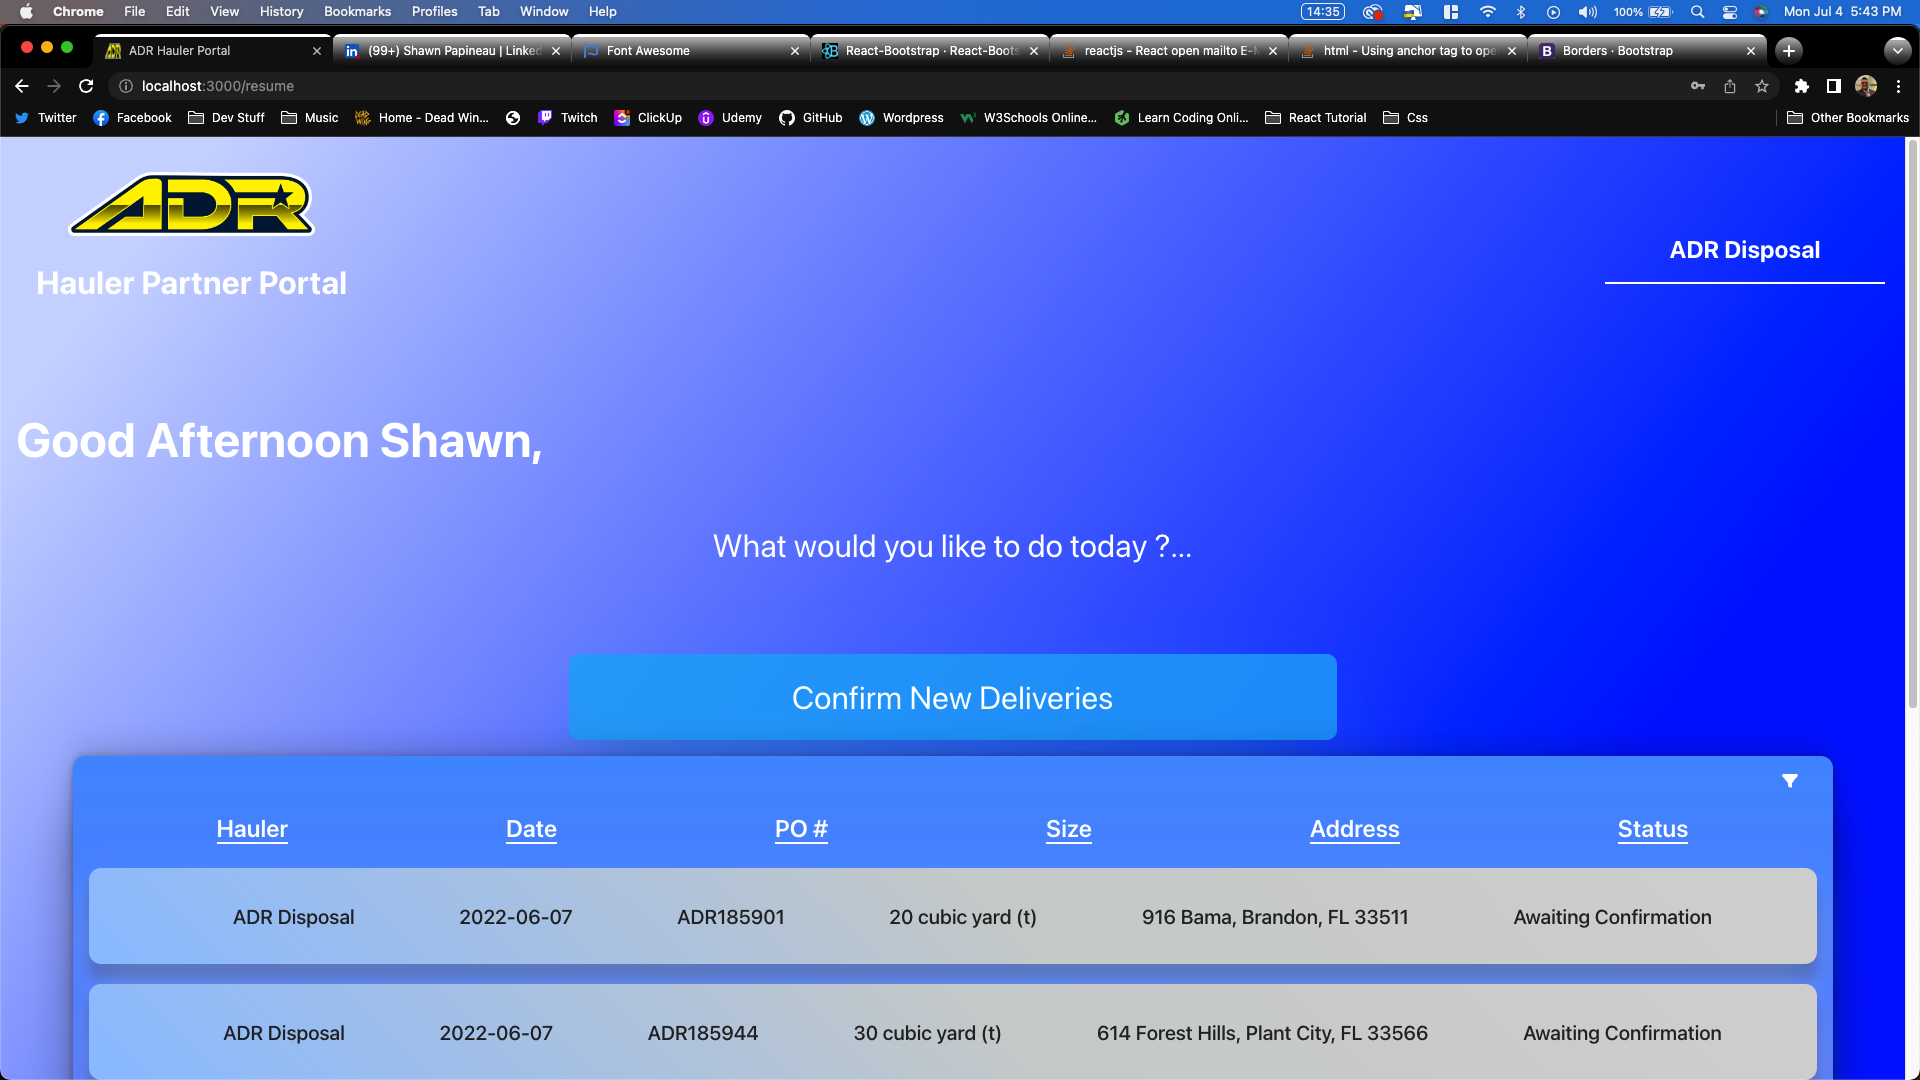 Chrome File Edit View History Bookmarks Profiles Tab Window Help 14:35 100% Mon Jul 4 5:43 PM
ADR Hauler Portal (99+) Shawn Papineau | Linked Font Awesome React-Bootstrap · React-Boots reactjs - React open mailto E-M html - Using anchor tag to ope B Borders · Bootstrap
localhost:3000/resume
Twitter Facebook Dev Stuff Music Home - Dead Win... Twitch ClickUp Udemy GitHub Wordpress W3Schools Online... Learn Coding Onli... React Tutorial Css Other Bookmarks
ADR
Hauler Partner Portal
ADR Disposal
Good Afternoon Shawn,
What would you like to do today ?...
Confirm New Deliveries
Hauler Date PO # Size Address Status
ADR Disposal 2022-06-07 ADR185901 20 cubic yard (t) 916 Bama, Brandon, FL 33511 Awaiting Confirmation
ADR Disposal 2022-06-07 ADR185944 30 cubic yard (t) 614 Forest Hills, Plant City, FL 33566 Awaiting Confirmation